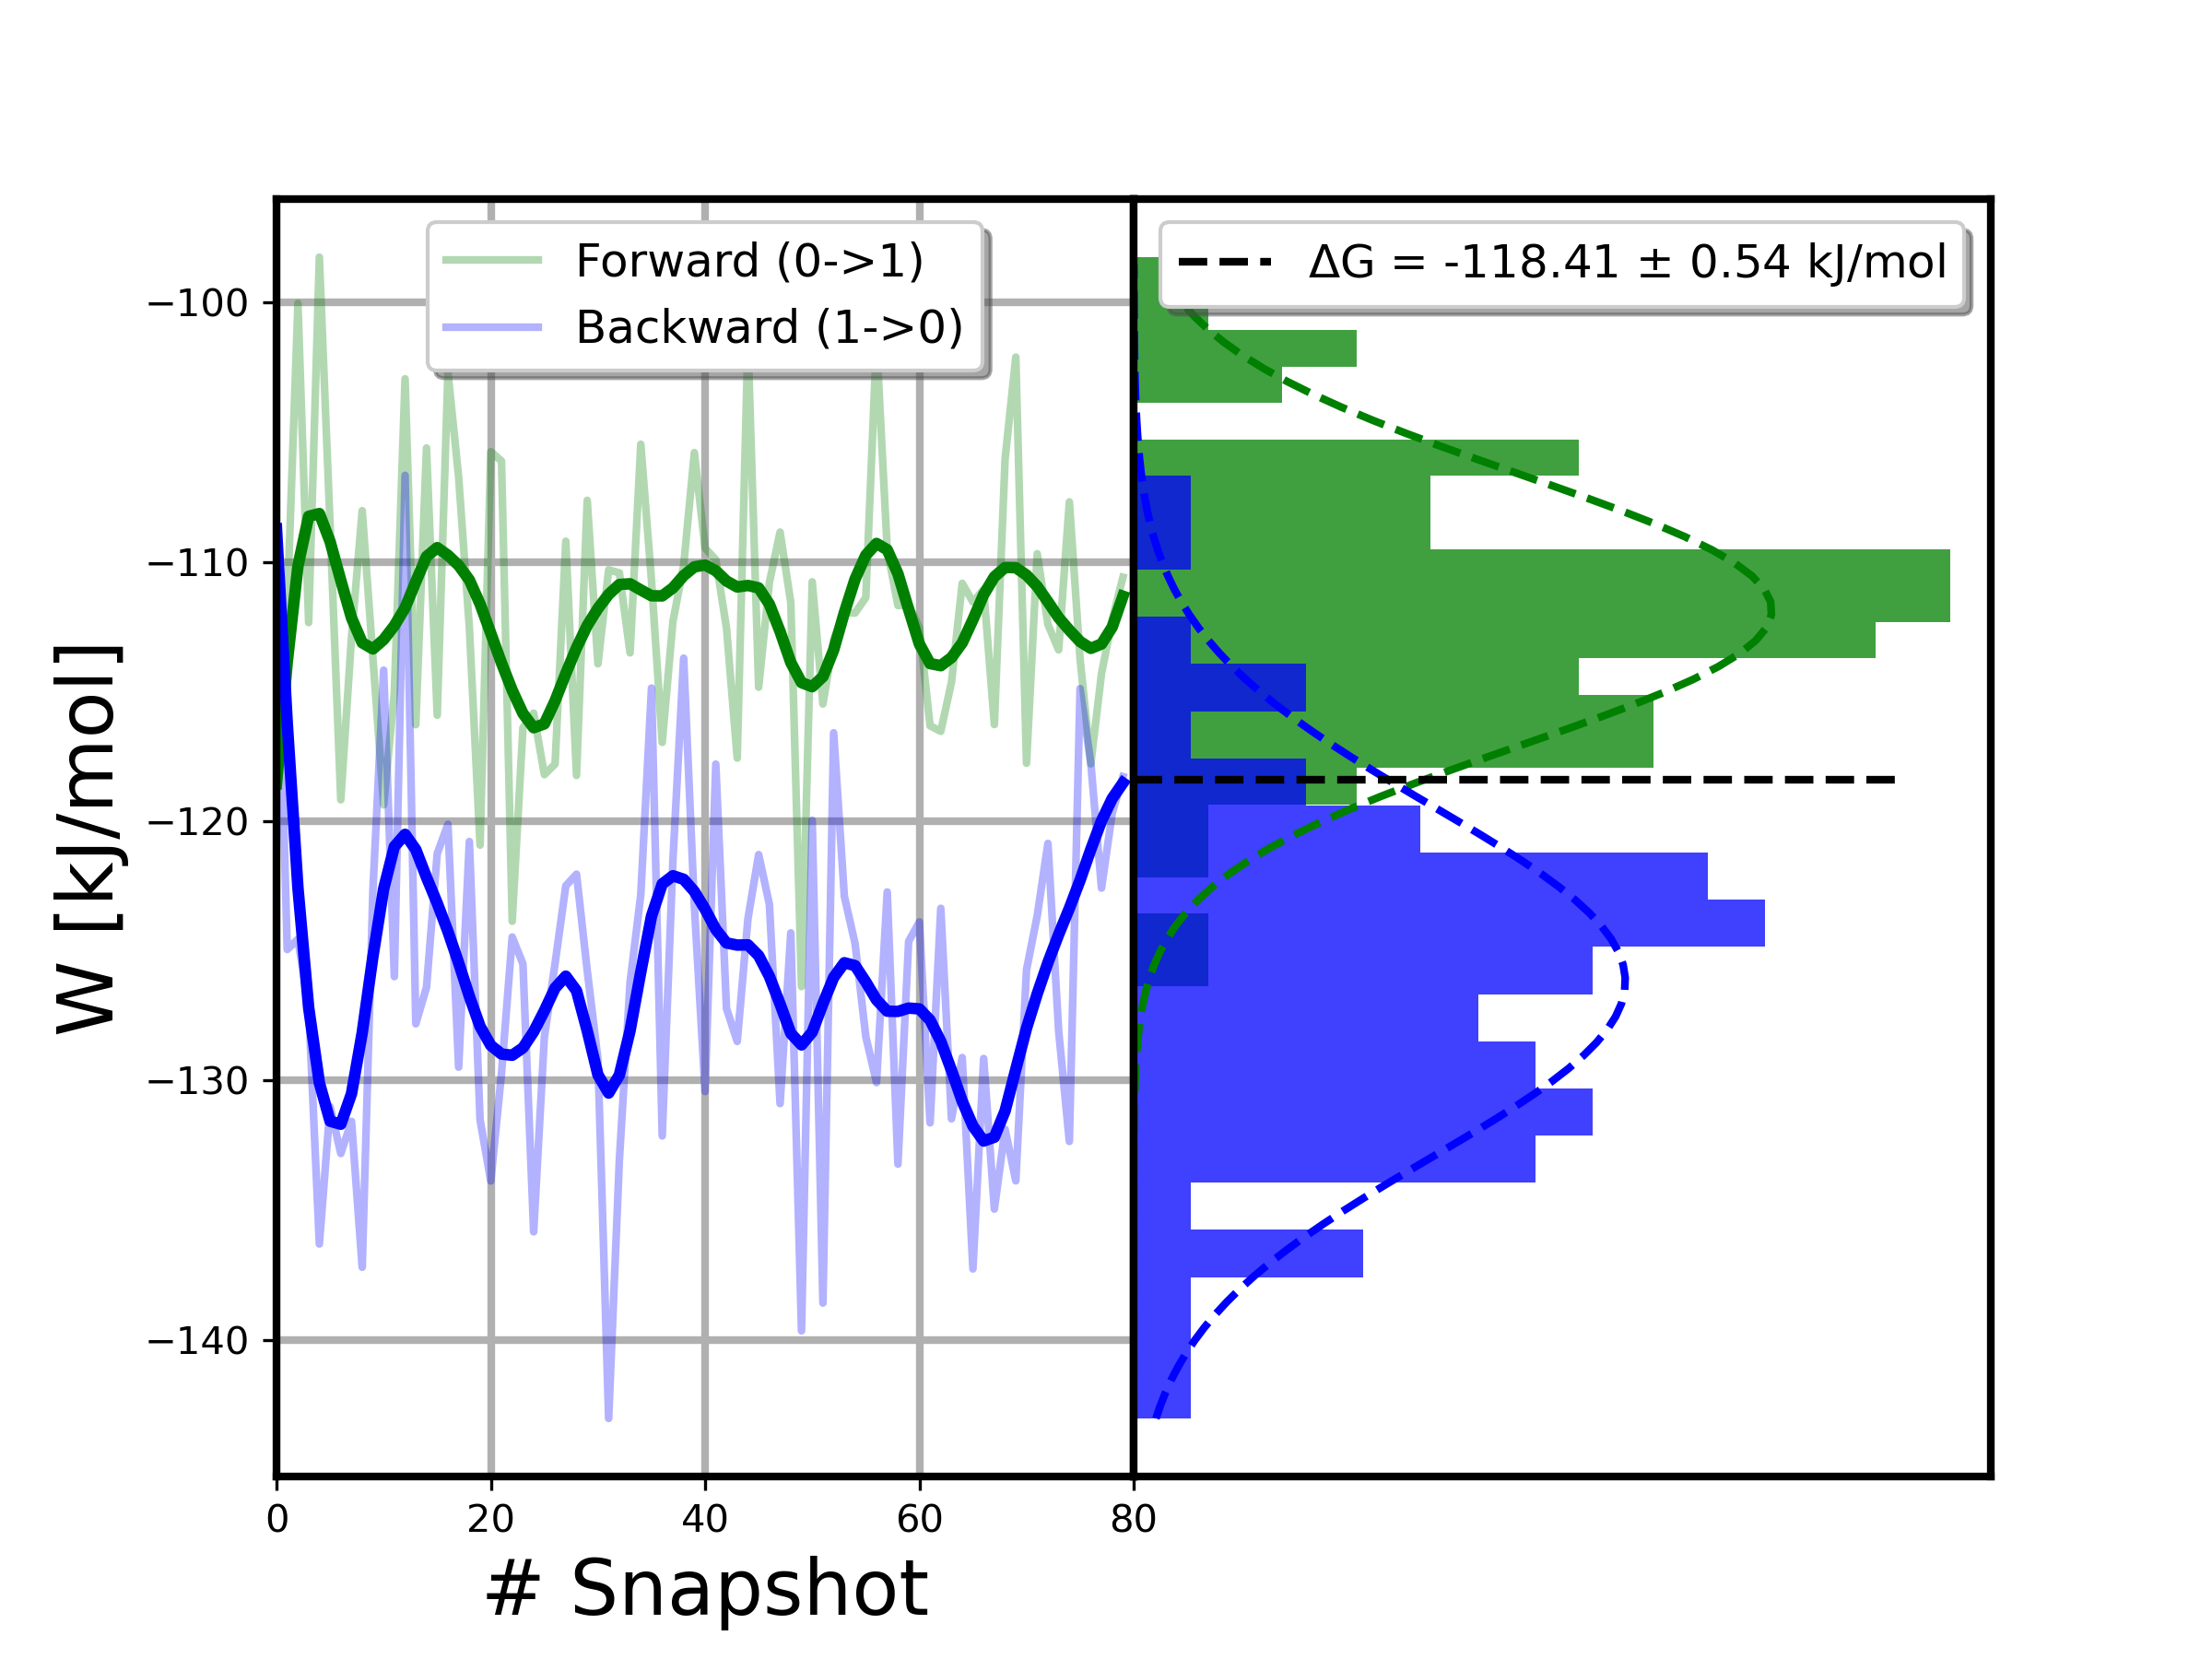 Forward (0->1)
Backward (1->0)
ΔG = -118.41 ± 0.54 kJ/mol
W [kJ/mol]
−100
−110
−120
−130
−140
0 20 40 60 80
# Snapshot